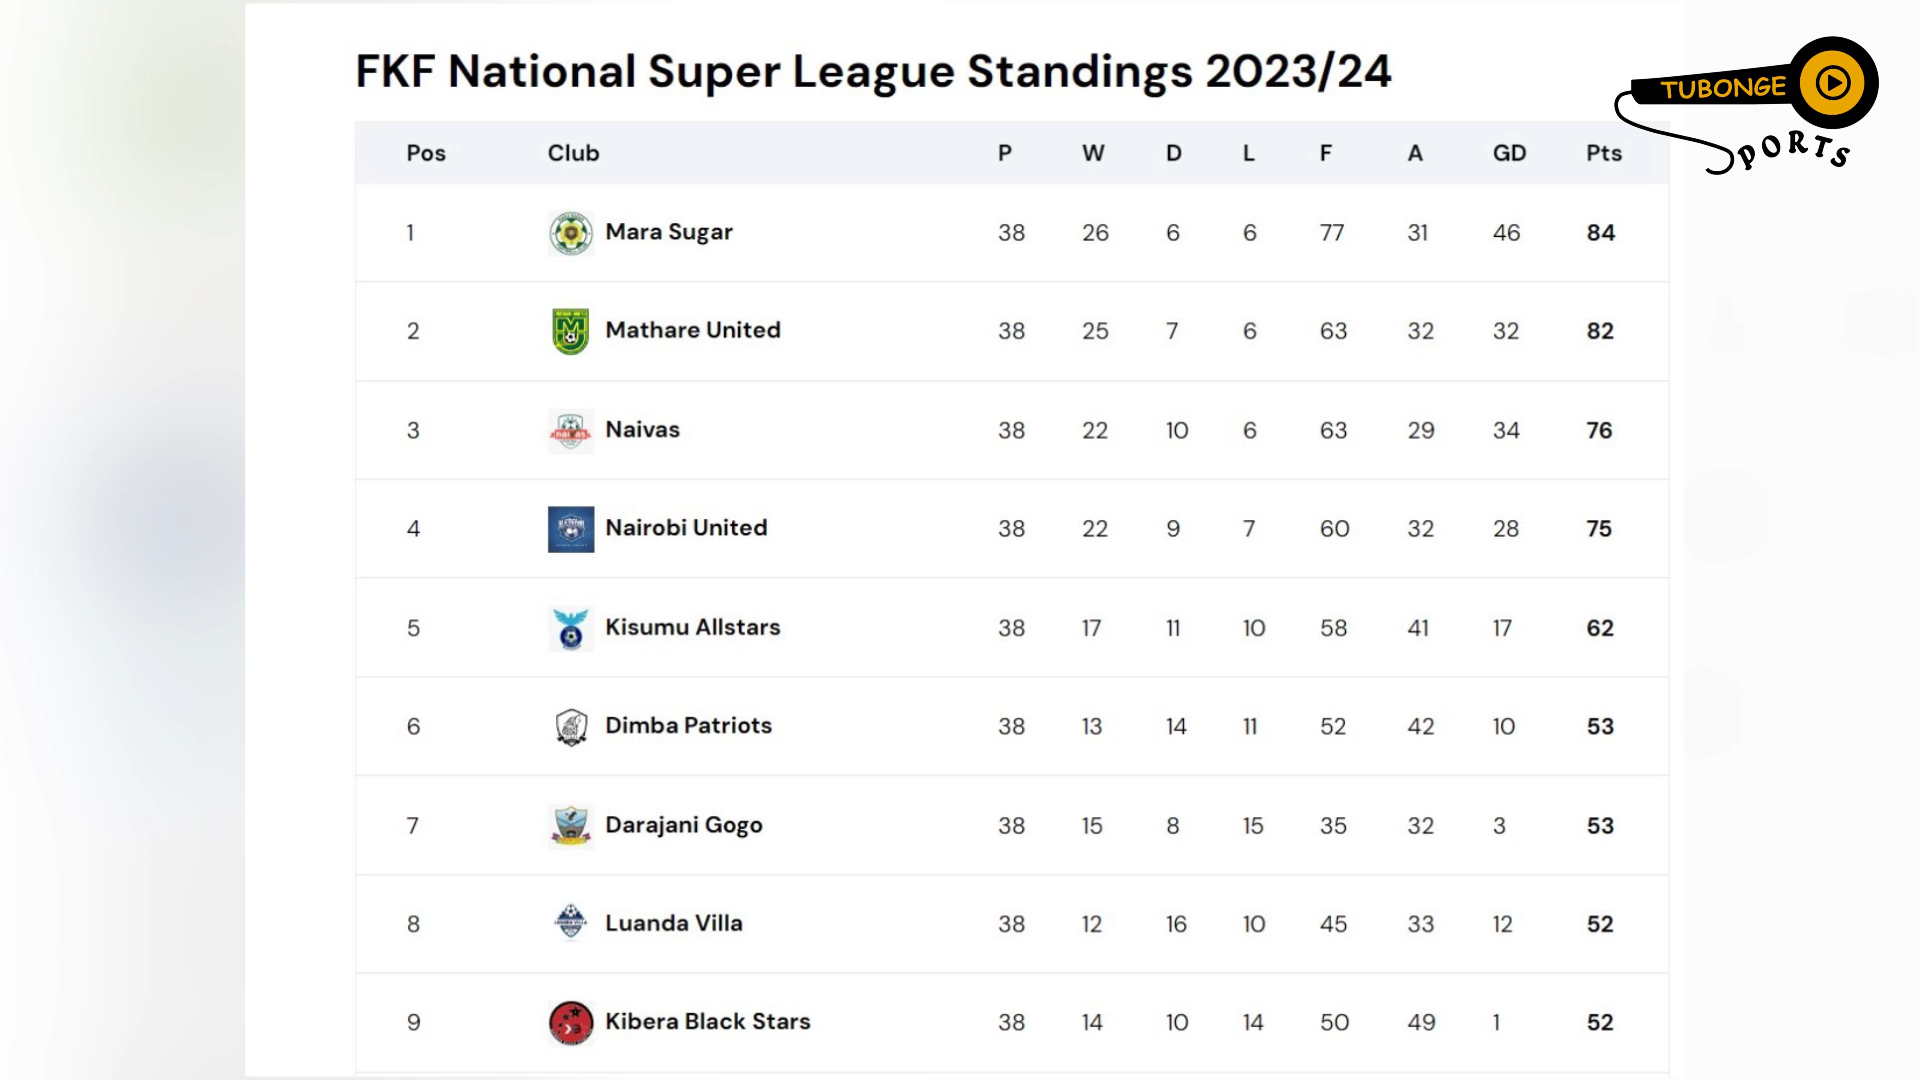 FKF National Super League Standings 2023/24
TUBONGE
SPORTS
Pos Club P W D L F A GD Pts
1 Mara Sugar 38 26 6 6 77 31 46 84
2 Mathare United 38 25 7 6 63 32 32 82
3 Naivas 38 22 10 6 63 29 34 76
4 Nairobi United 38 22 9 7 60 32 28 75
5 Kisumu Allstars 38 17 11 10 58 41 17 62
6 Dimba Patriots 38 13 14 11 52 42 10 53
7 Darajani Gogo 38 15 8 15 35 32 3 53
8 Luanda Villa 38 12 16 10 45 33 12 52
9 Kibera Black Stars 38 14 10 14 50 49 1 52